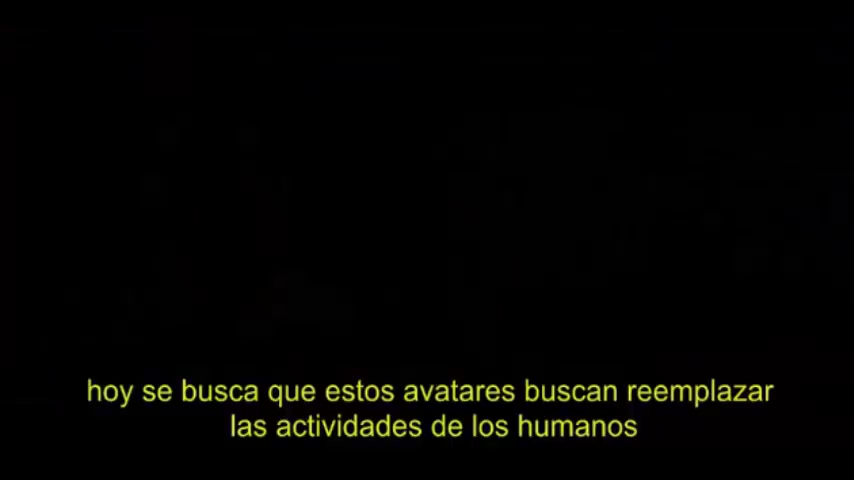 hoy se busca que estos avatares buscan reemplazar
las actividades de los humanos